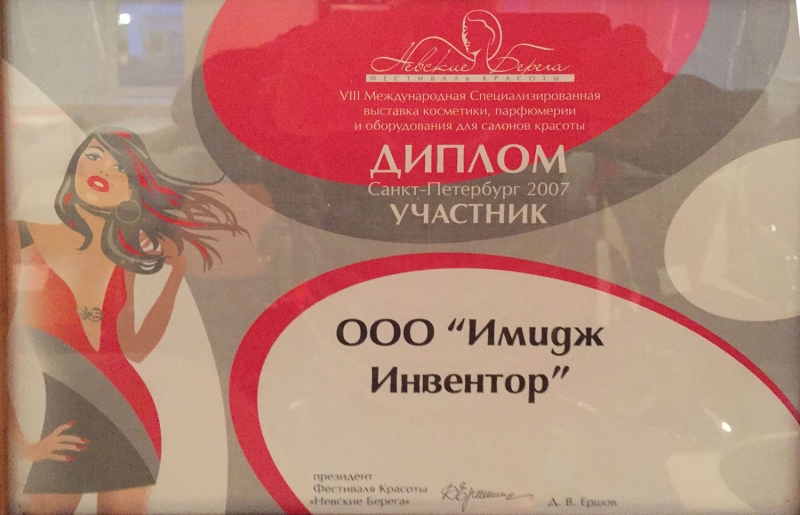 Невские Берега
ФЕСТИВАЛЬ КРАСОТЫ
VIII Международная Специализированная
выставка косметики, парфюмерии
и оборудования для салонов красоты
ДИПЛОМ
Санкт-Петербург 2007
УЧАСТНИК
ООО “Имидж
Инвентор”
президент
Фестиваля Красоты
«Невские Берега»
Д. В. Ершов